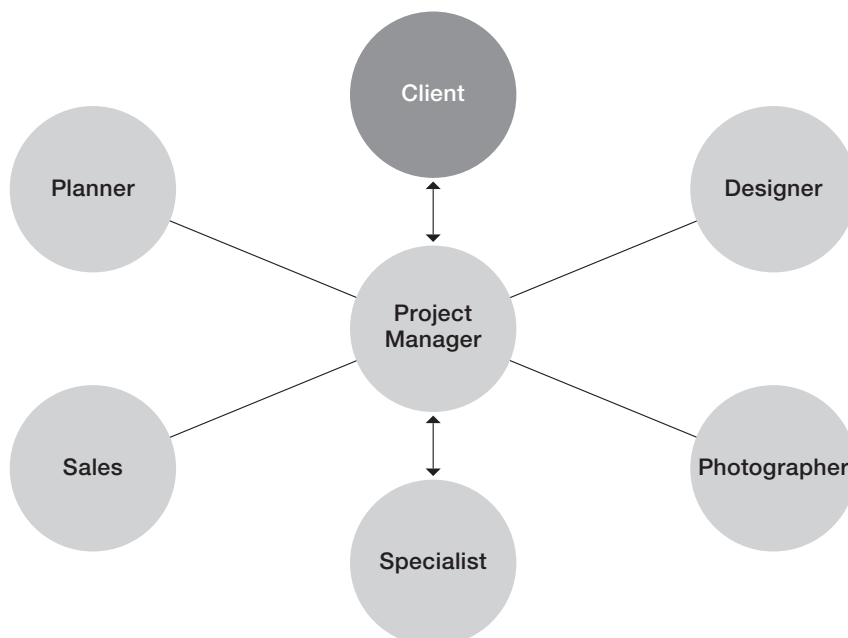 Client
Planner
Designer
Project
Manager
Sales
Photographer
Specialist